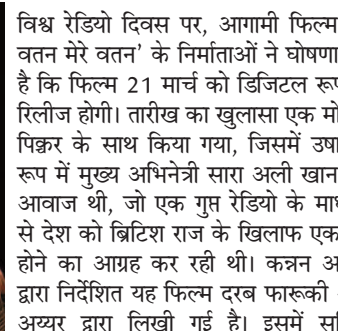 विश्व रेडियो दिवस पर, आगामी फिल्म
वतन मेरे वतन’ के निर्माताओं ने घोषणा
है कि फिल्म 21 मार्च को डिजिटल
रिलीज होगी। तारीख का खुलासा एक
पिक्चर के साथ किया गया, जिसमें उषा
रूप में मुख्य अभिनेत्री सारा अली खान
आवाज थी, जो एक गुप्त रेडियो के
से देश को ब्रिटिश राज के खिलाफ एक
होने का आग्रह कर रही थी। कन्नन
द्वारा निर्देशित यह फिल्म दरब फारूकी
अय्यर द्वारा लिखी गई है। इसमें